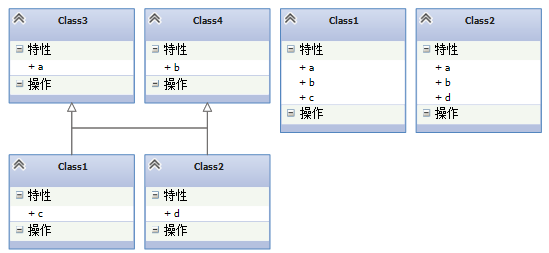 Class3
特性
+ a
操作
Class4
特性
+ b
操作
Class1
特性
+ a
+ b
+ c
操作
Class2
特性
+ a
+ b
+ d
操作
Class1
特性
+ c
操作
Class2
特性
+ d
操作